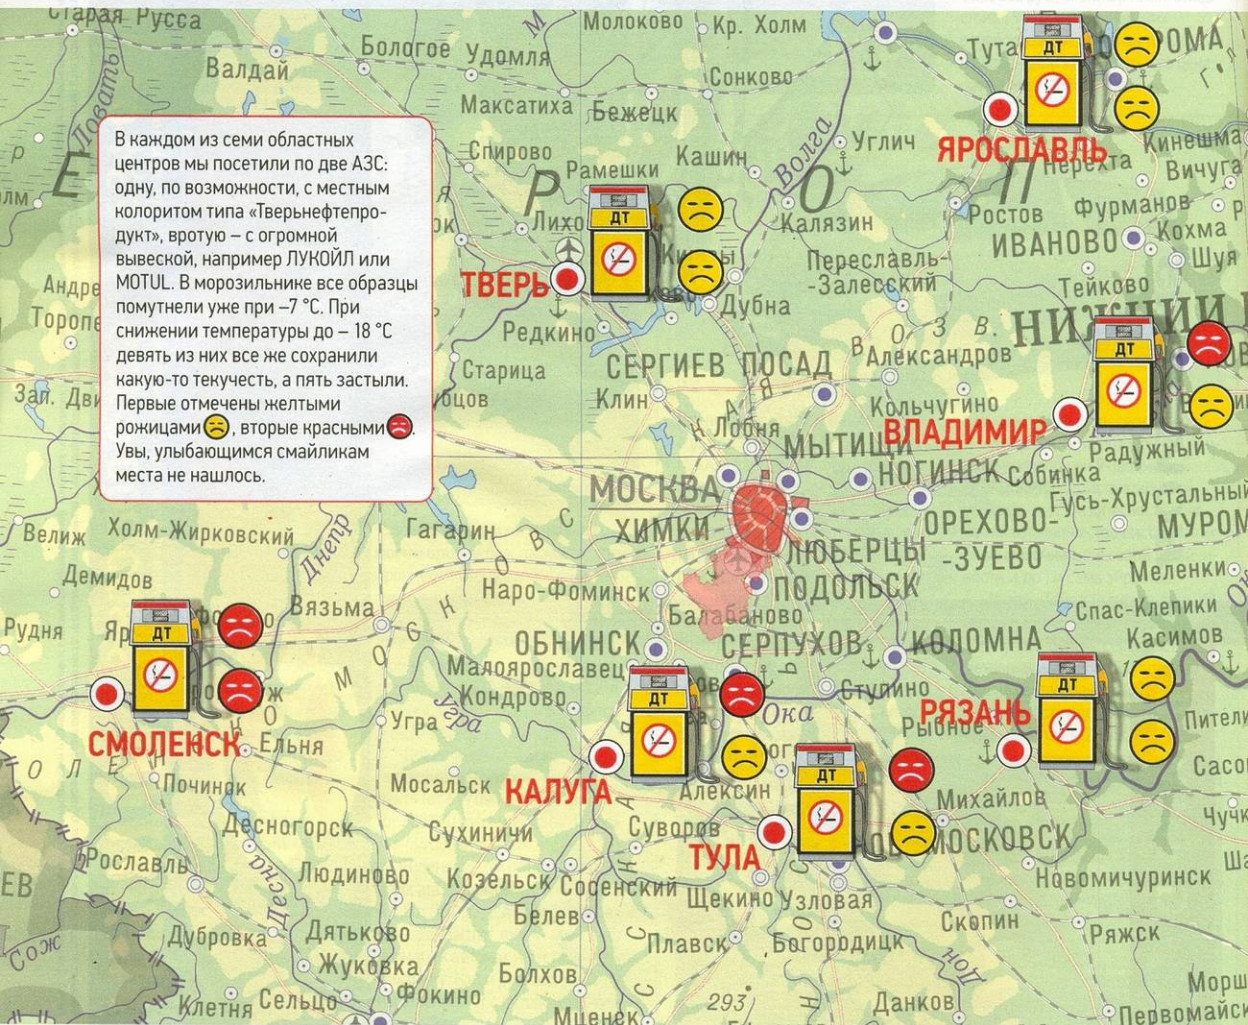 В каждом из семи областных
центров мы посетили по две АЗС:
одну, по возможности, с местным
колоритом типа «Тверьнефтепро-
дукт», вротую – с огромной
вывеской, например ЛУКОЙЛ или
MOTUL. В морозильнике все образцы
помутнели уже при –7 °С. При
снижении температуры до – 18 °С
девять из них все же сохранили
какую-то текучесть, а пять застыли.
Первые отмечены желтыми
рожицами , вторые красными .
Увы, улыбающимся смайликам
места не нашлось.
Старая Русса
Молоково
Кр. Холм
Бологое
Удомля
Валдай
Сонково
Максатиха
Бежецк
Ловать
Углич
Кинешма
Спирово
Кашин
Рамешки
ЯРОСЛАВЛЬ
Нерехта
Вичуга
Волга
Ростов
Фурманов
Калязин
ИВАНОВО
Кохма
Шуя
Переславль-
-Залесский
Тейково
ТВЕРЬ
ДТ
Дубна
Редкино
СЕРГИЕВ ПОСАД
Александров
Старица
Клин
Кольчугино
Лобня
ВЛАДИМИР
МЫТИЩИ
Радужный
НОГИНСК
Собинка
МОСКВА
Гусь-Хрустальный
ХИМКИ
ОРЕХОВО-
-ЗУЕВО
МУРОМ
Велиж
Холм-Жирковский
Днепр
Гагарин
ЛЮБЕРЦЫ
Меленки
Демидов
Наро-Фоминск
ПОДОЛЬСК
Вязьма
Балабаново
Спас-Клепики
Рудня
ОБНИНСК
СЕРПУХОВ
КОЛОМНА
Касимов
Малоярославец
Кондрово
Ступино
Ока
Угра
Угра
РЯЗАНЬ
Рыбное
СМОЛЕНСК
Ельня
Починок
Мосальск
КАЛУГА
Алексин
Михайлов
Десногорск
Сухиничи
Суворов
ТУЛА
Рославль
Людиново
Козельск
Сосенский
Щекино
Узловая
Новомичуринск
Десна
Белев
Скопин
Дубровка
Дятьково
Плавск
Богородицк
Ряжск
Сож
Жуковка
Болхов
Дон
Клетня
Сельцо
Фокино
293
Данков
Мценск